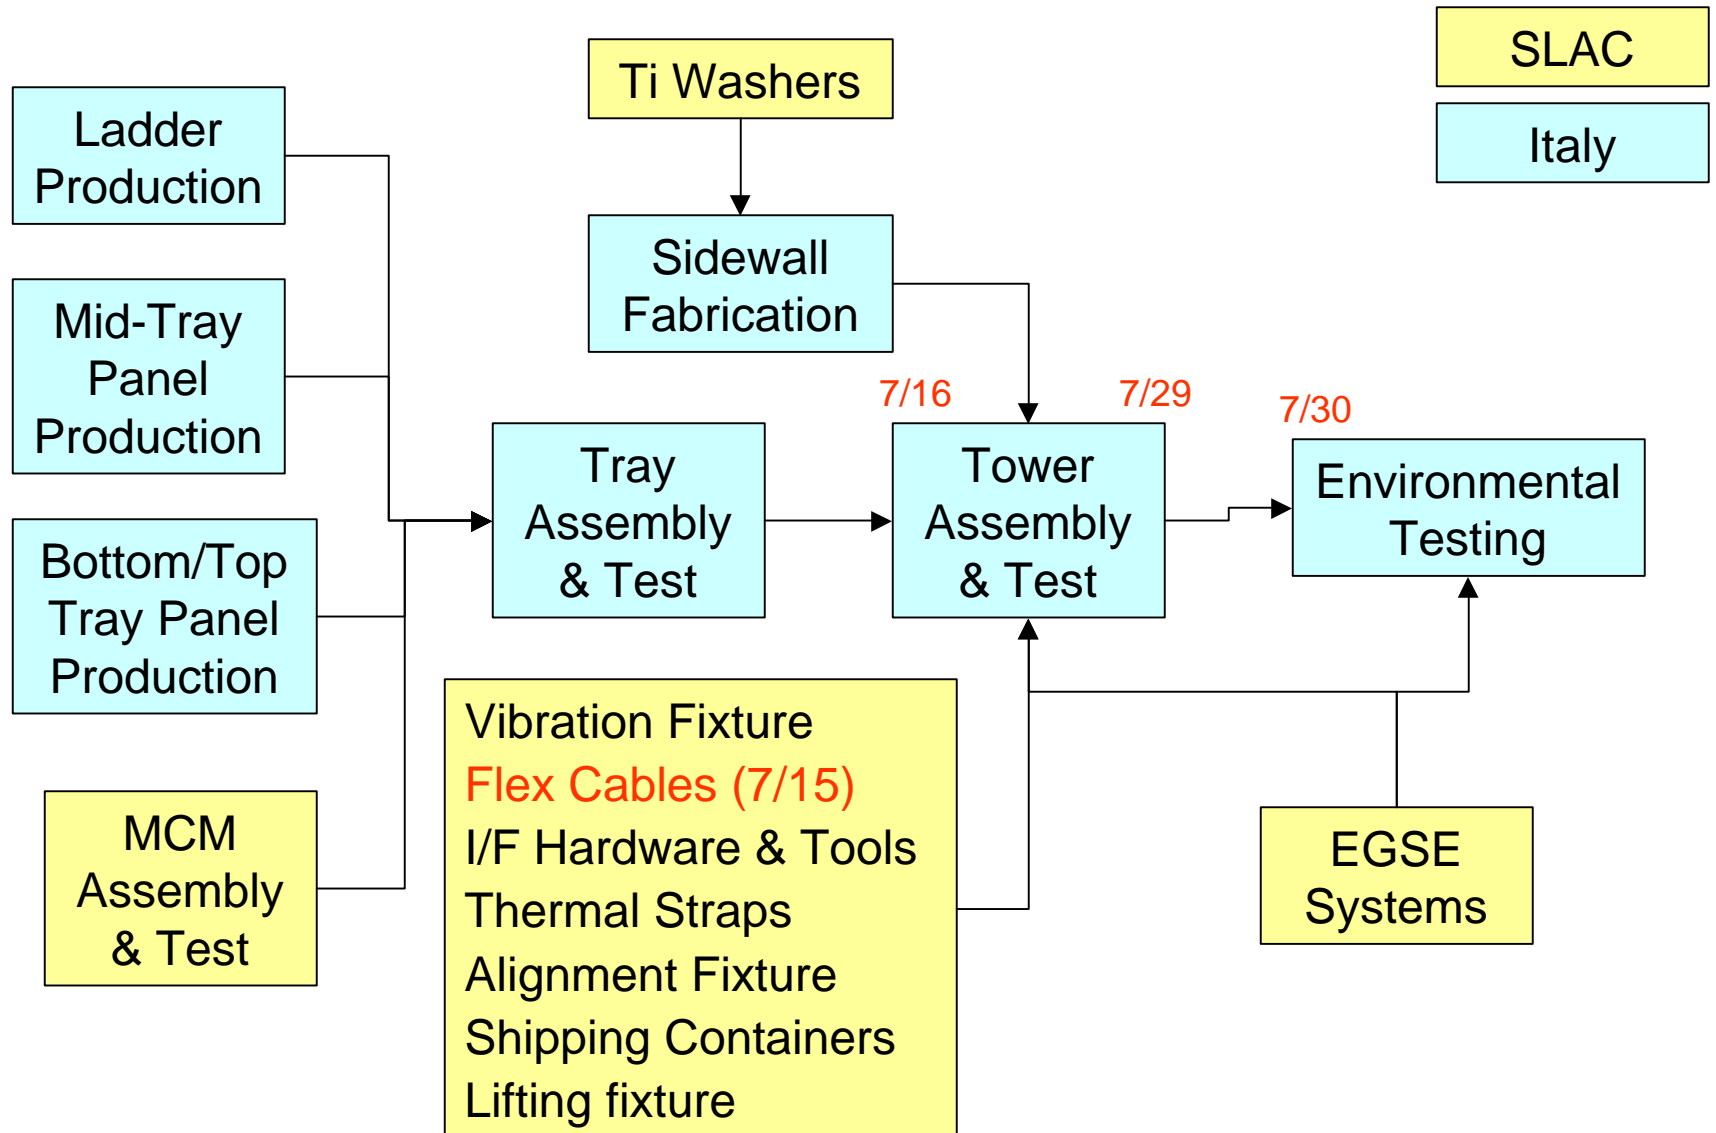 SLAC
Italy
Ti Washers
Ladder
Production
Sidewall
Fabrication
Mid-Tray
Panel
Production
7/16
7/29
7/30
Tray
Assembly
& Test
Tower
Assembly
& Test
Environmental
Testing
Bottom/Top
Tray Panel
Production
MCM
Assembly
& Test
Vibration Fixture
Flex Cables (7/15)
I/F Hardware & Tools
Thermal Straps
Alignment Fixture
Shipping Containers
Lifting fixture
EGSE
Systems